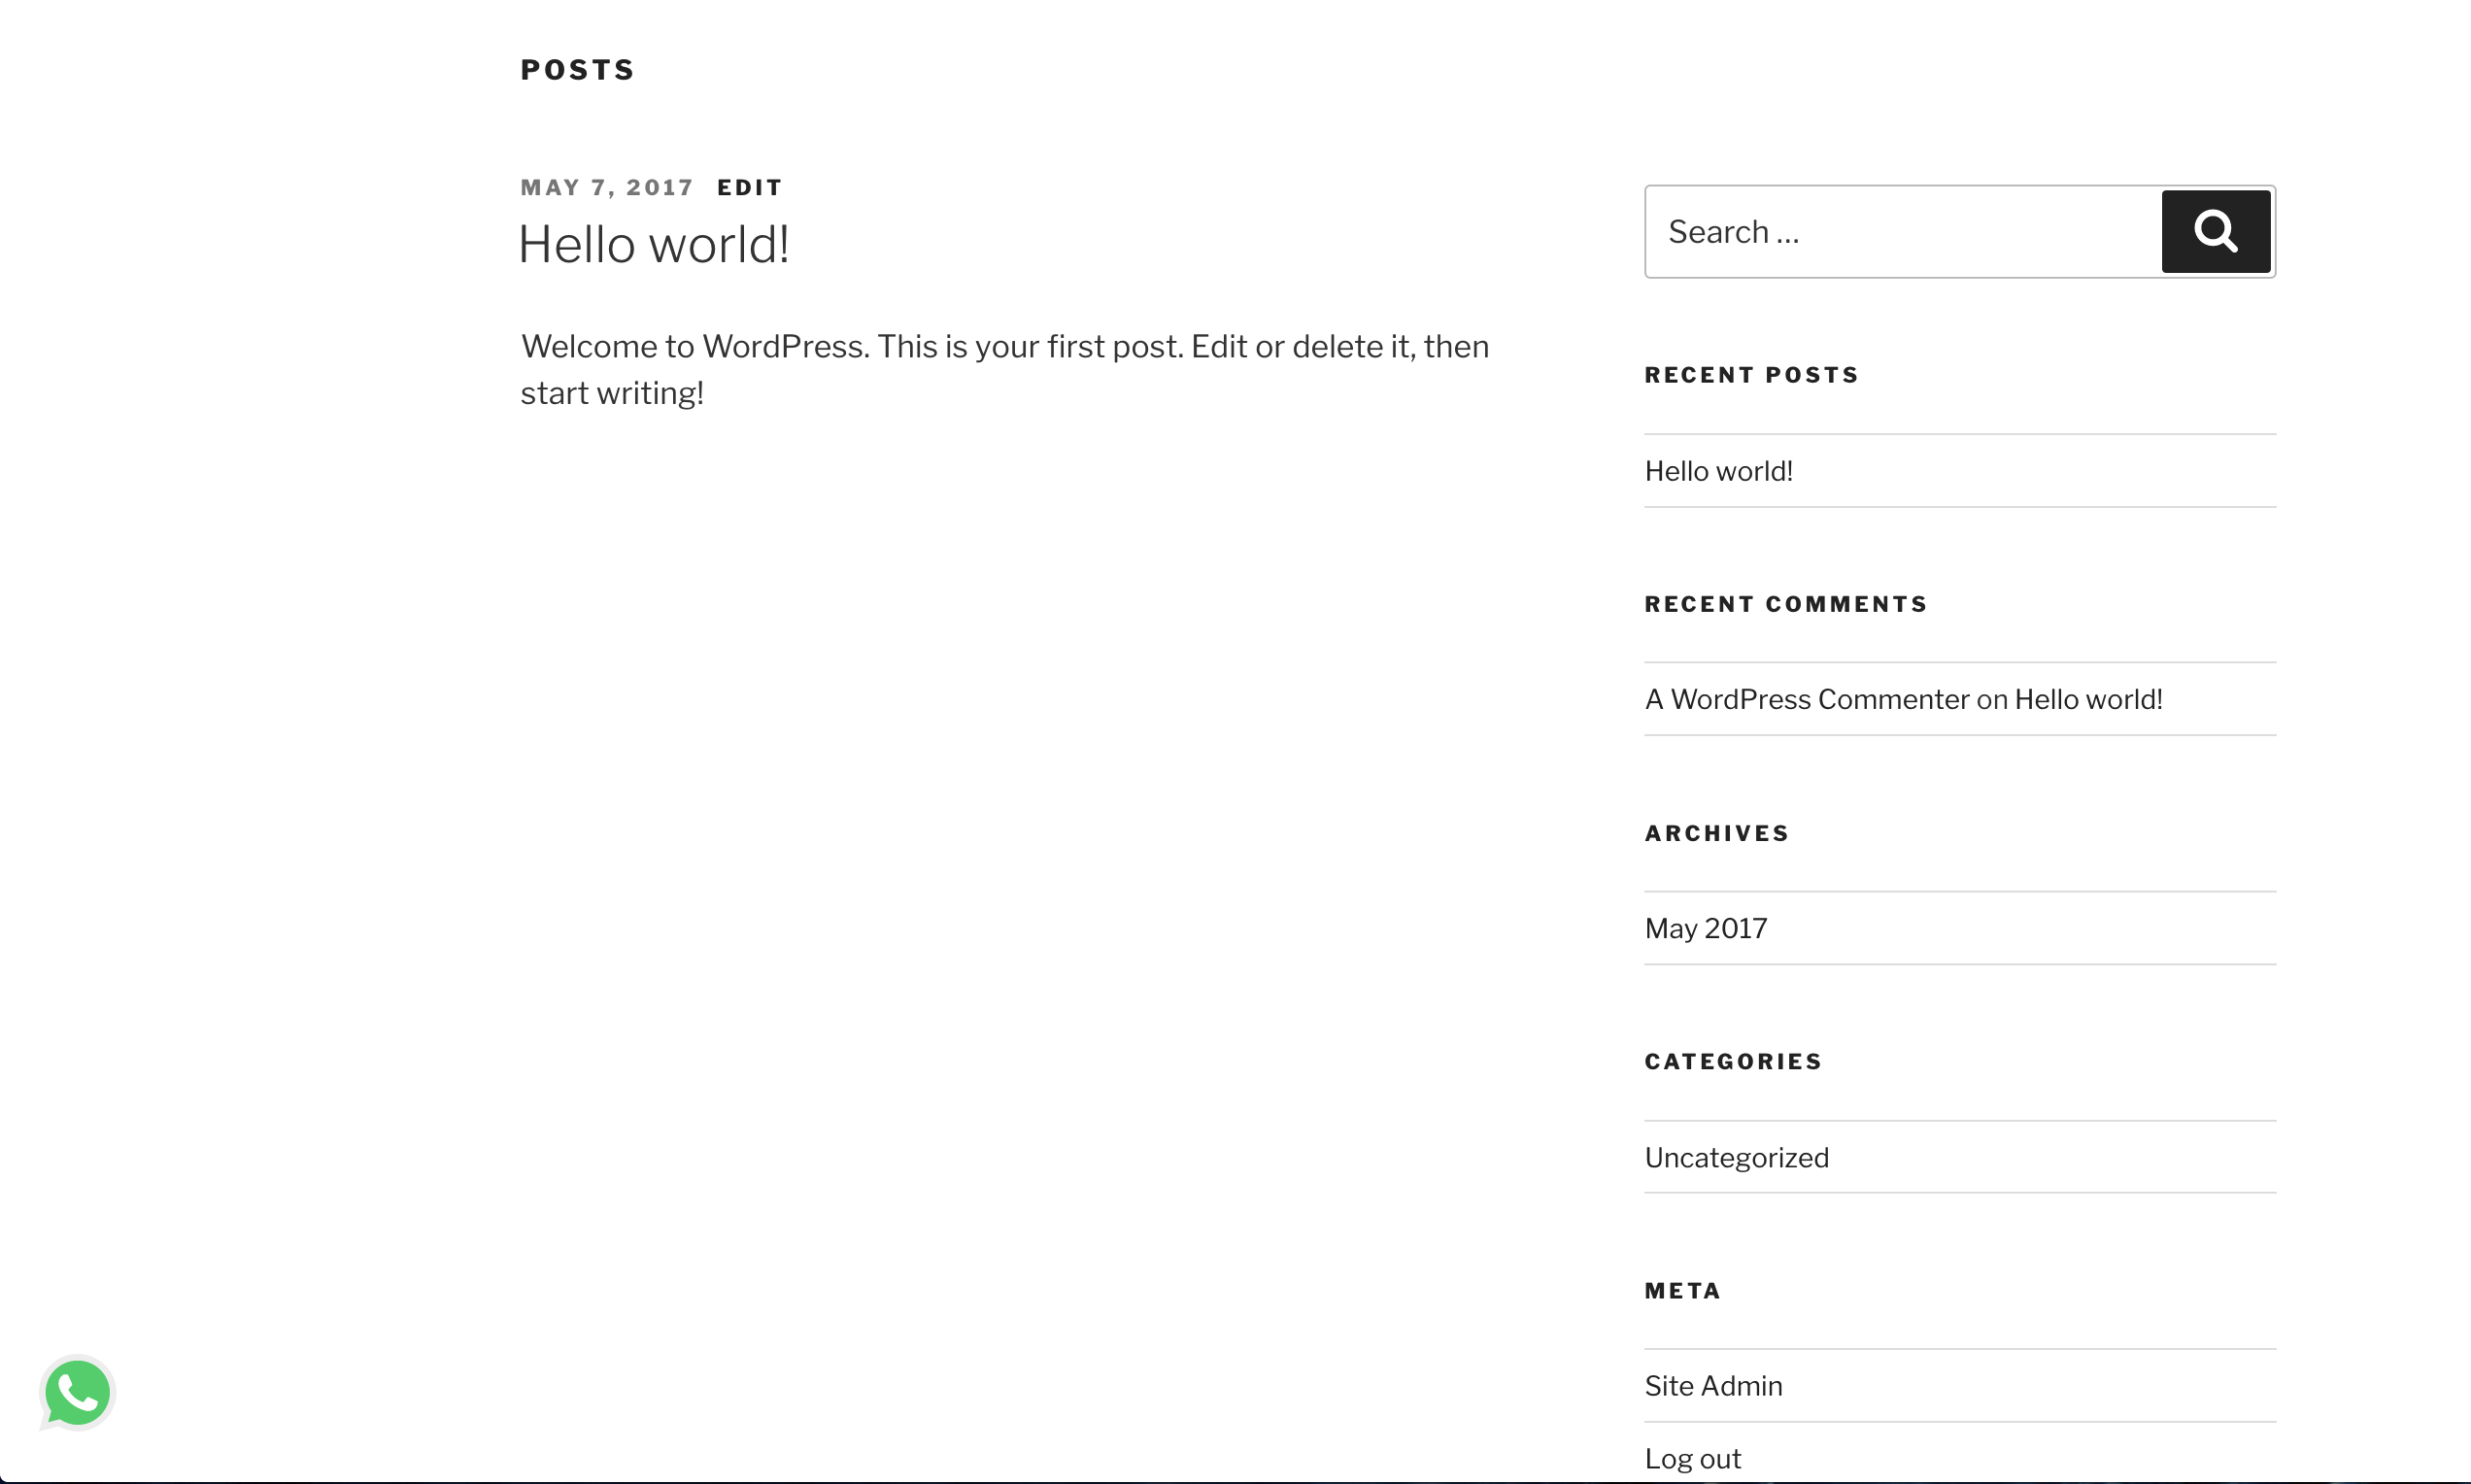 POSTS
MAY 7, 2017 EDIT
Hello world!
Welcome to WordPress. This is your first post. Edit or delete it, then
start writing!
Search …
RECENT POSTS
Hello world!
RECENT COMMENTS
A WordPress Commenter on Hello world!
ARCHIVES
May 2017
CATEGORIES
Uncategorized
META
Site Admin
Log out